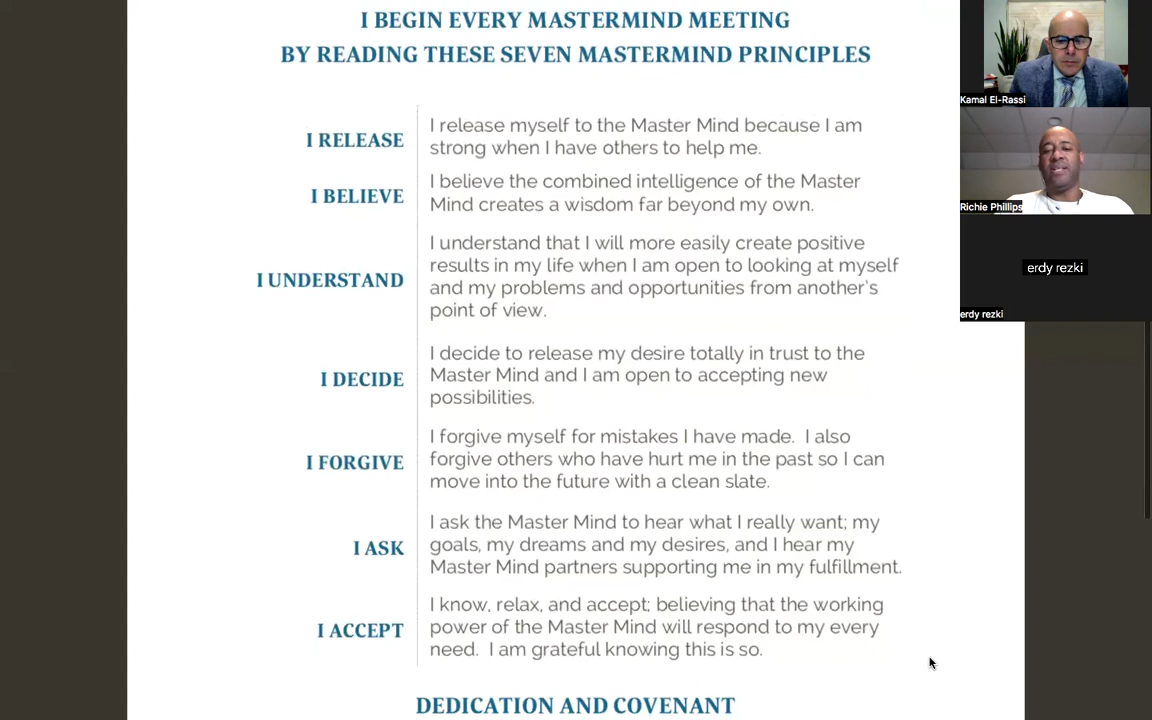 I BEGIN EVERY MASTERMIND MEETING
BY READING THESE SEVEN MASTERMIND PRINCIPLES
I RELEASE
I release myself to the Master Mind because I am
strong when I have others to help me.
I BELIEVE
I believe the combined intelligence of the Master
Mind creates a wisdom far beyond my own.
I UNDERSTAND
I understand that I will more easily create positive
results in my life when I am open to looking at myself
and my problems and opportunities from another's
point of view.
I DECIDE
I decide to release my desire totally in trust to the
Master Mind and I am open to accepting new
possibilities.
I FORGIVE
I forgive myself for mistakes I have made.  I also
forgive others who have hurt me in the past so I can
move into the future with a clean slate.
I ASK
I ask the Master Mind to hear what I really want; my
goals, my dreams and my desires, and I hear my
Master Mind partners supporting me in my fulfillment.
I ACCEPT
I know, relax, and accept; believing that the working
power of the Master Mind will respond to my every
need.  I am grateful knowing this is so.
DEDICATION AND COVENANT
Kamal El-Rassi
Richie Phillips
erdy rezki
erdy rezki